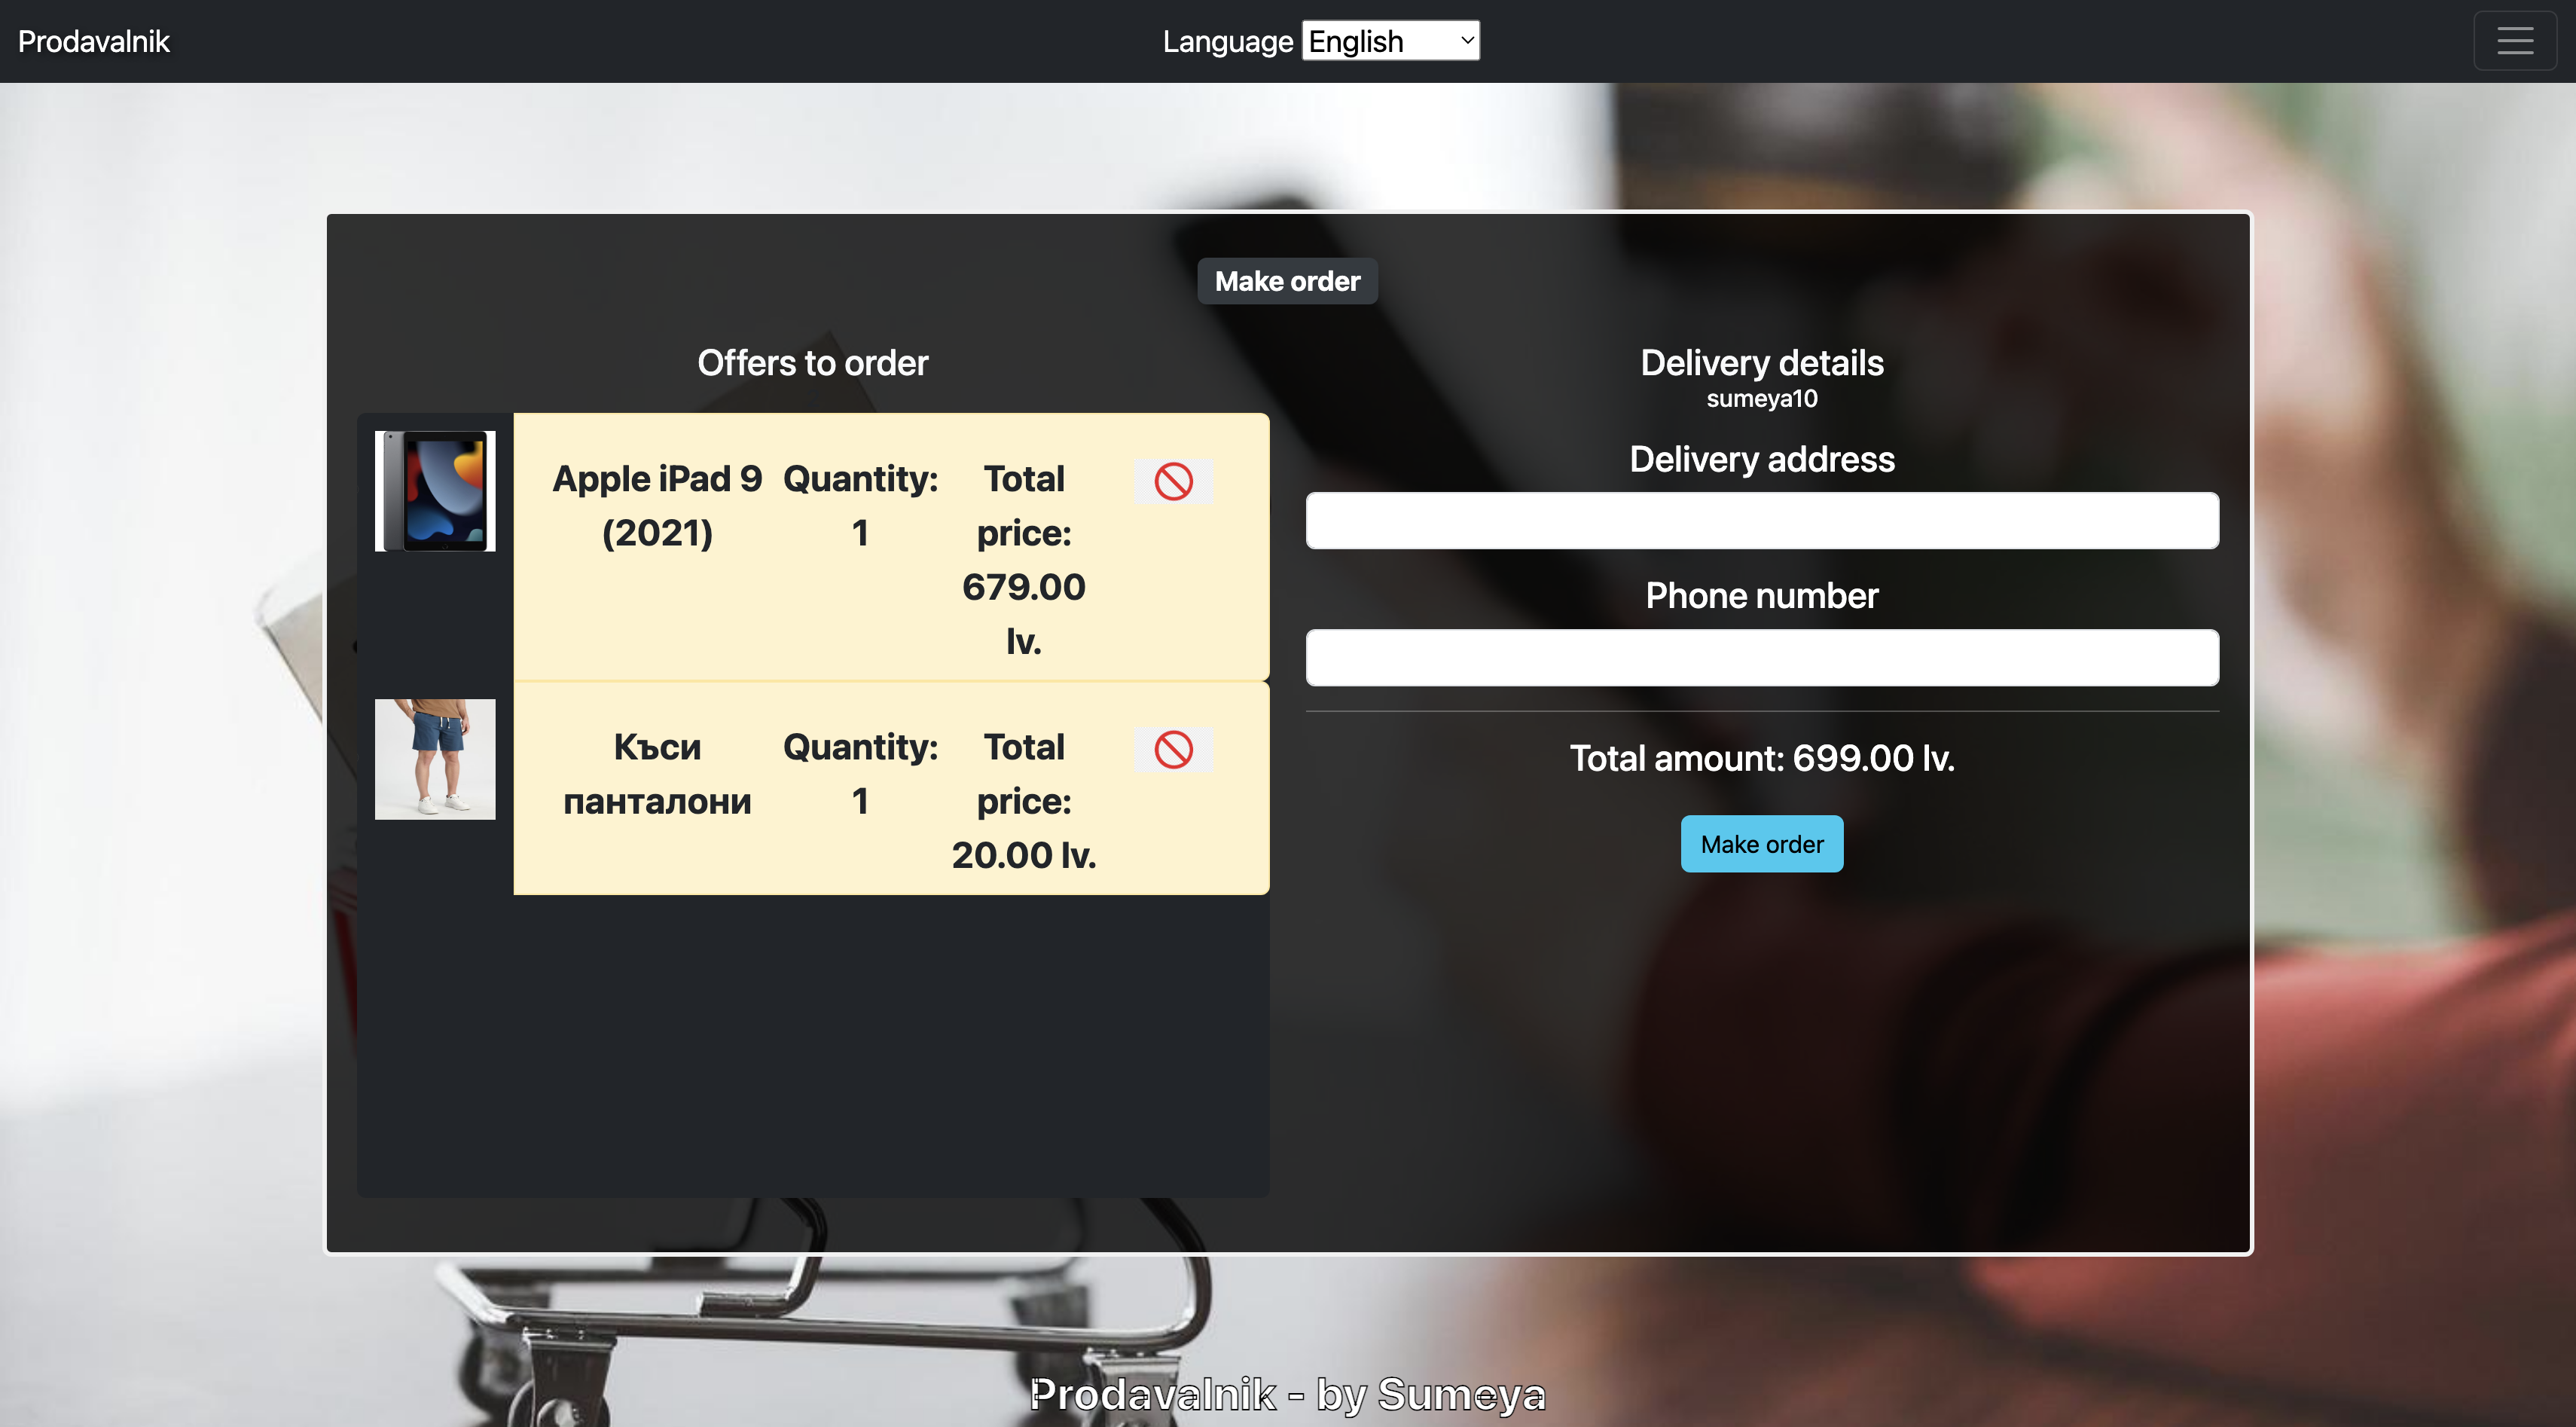 Prodavalnik
Language English
Make order
Offers to order
Apple iPad 9
(2021)
Quantity:
1
Total
price:
679.00
lv.
Къси
панталони
Quantity:
1
Total
price:
20.00 lv.
Delivery details
sumeya10
Delivery address
Phone number
Total amount: 699.00 lv.
Make order
Prodavalnik - by Sumeya